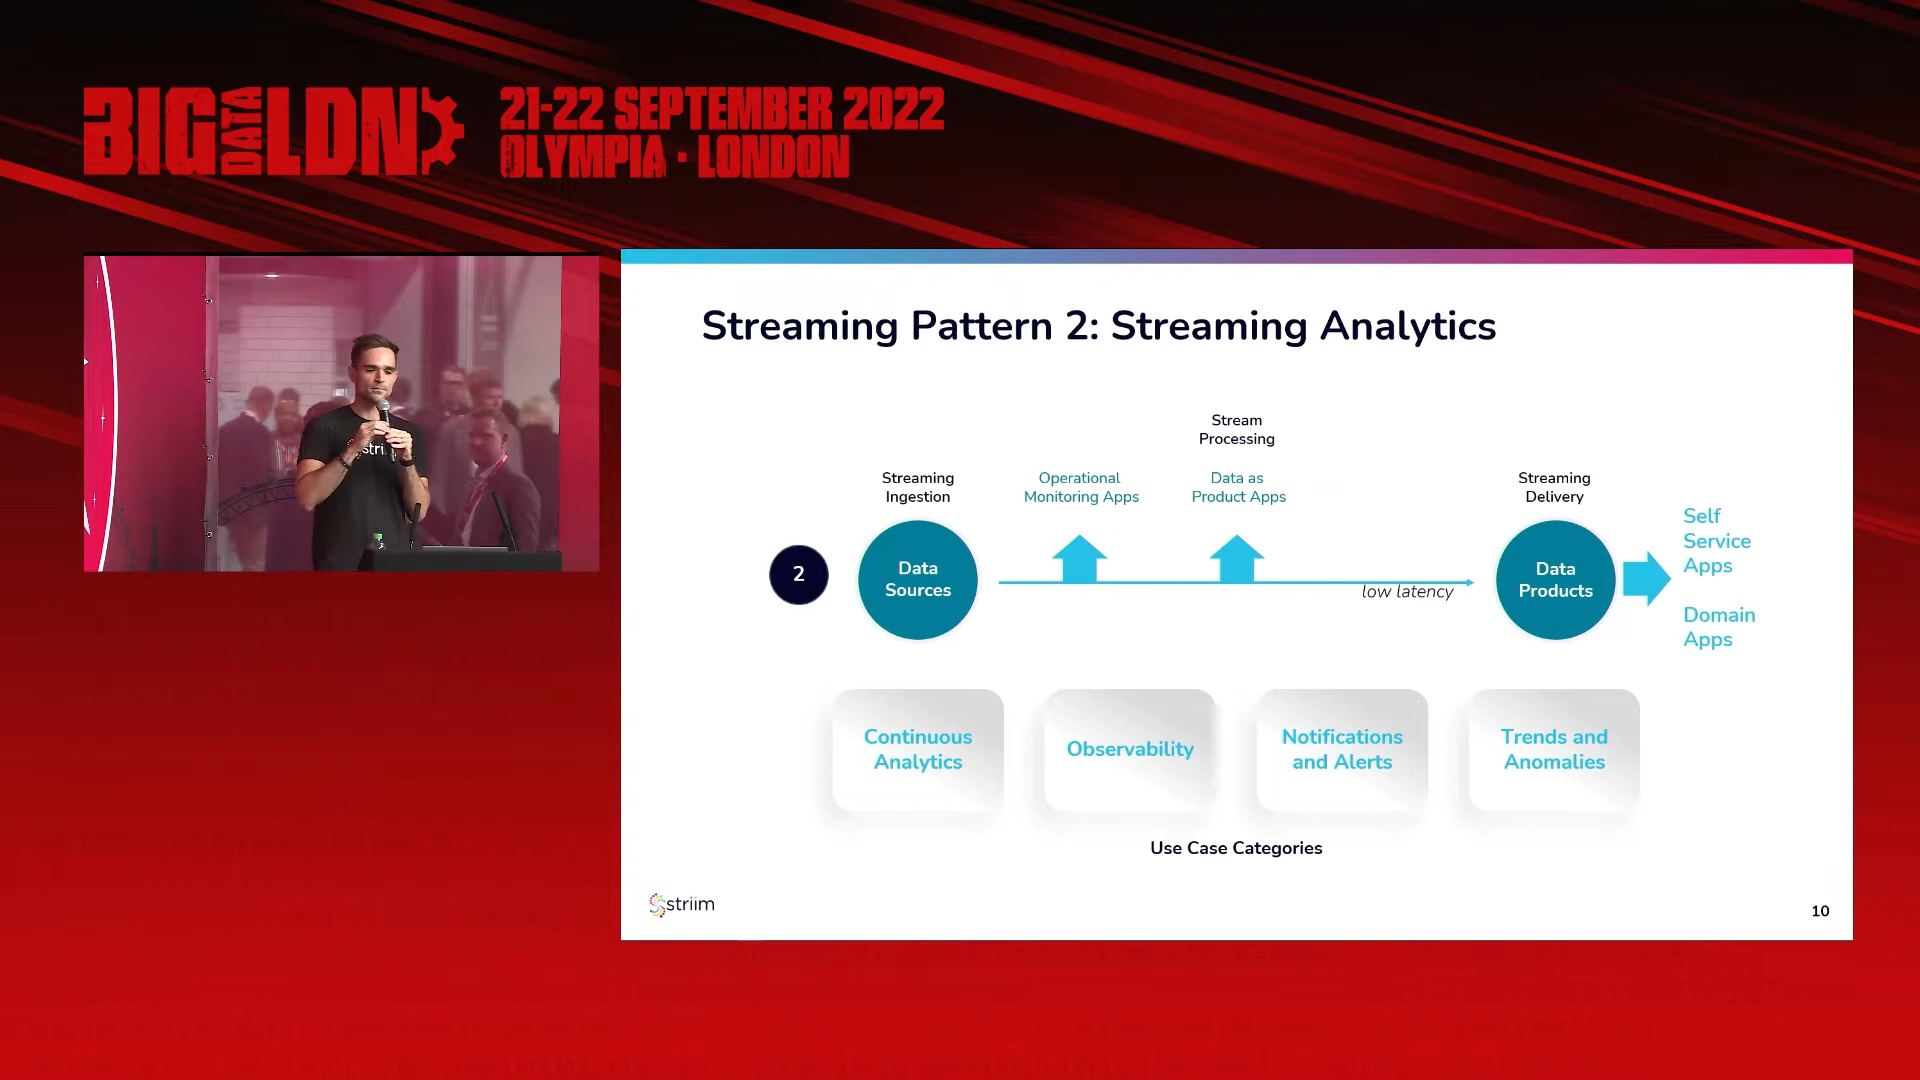 BIG DATA LDN
21-22 SEPTEMBER 2022
OLYMPIA · LONDON
stri
Streaming Pattern 2: Streaming Analytics
Stream
Processing
Streaming
Ingestion
Operational
Monitoring Apps
Data as
Product Apps
Streaming
Delivery
2
Data
Sources
low latency
Data
Products
Self
Service
Apps
Domain
Apps
Continuous
Analytics
Observability
Notifications
and Alerts
Trends and
Anomalies
Use Case Categories
striim
10